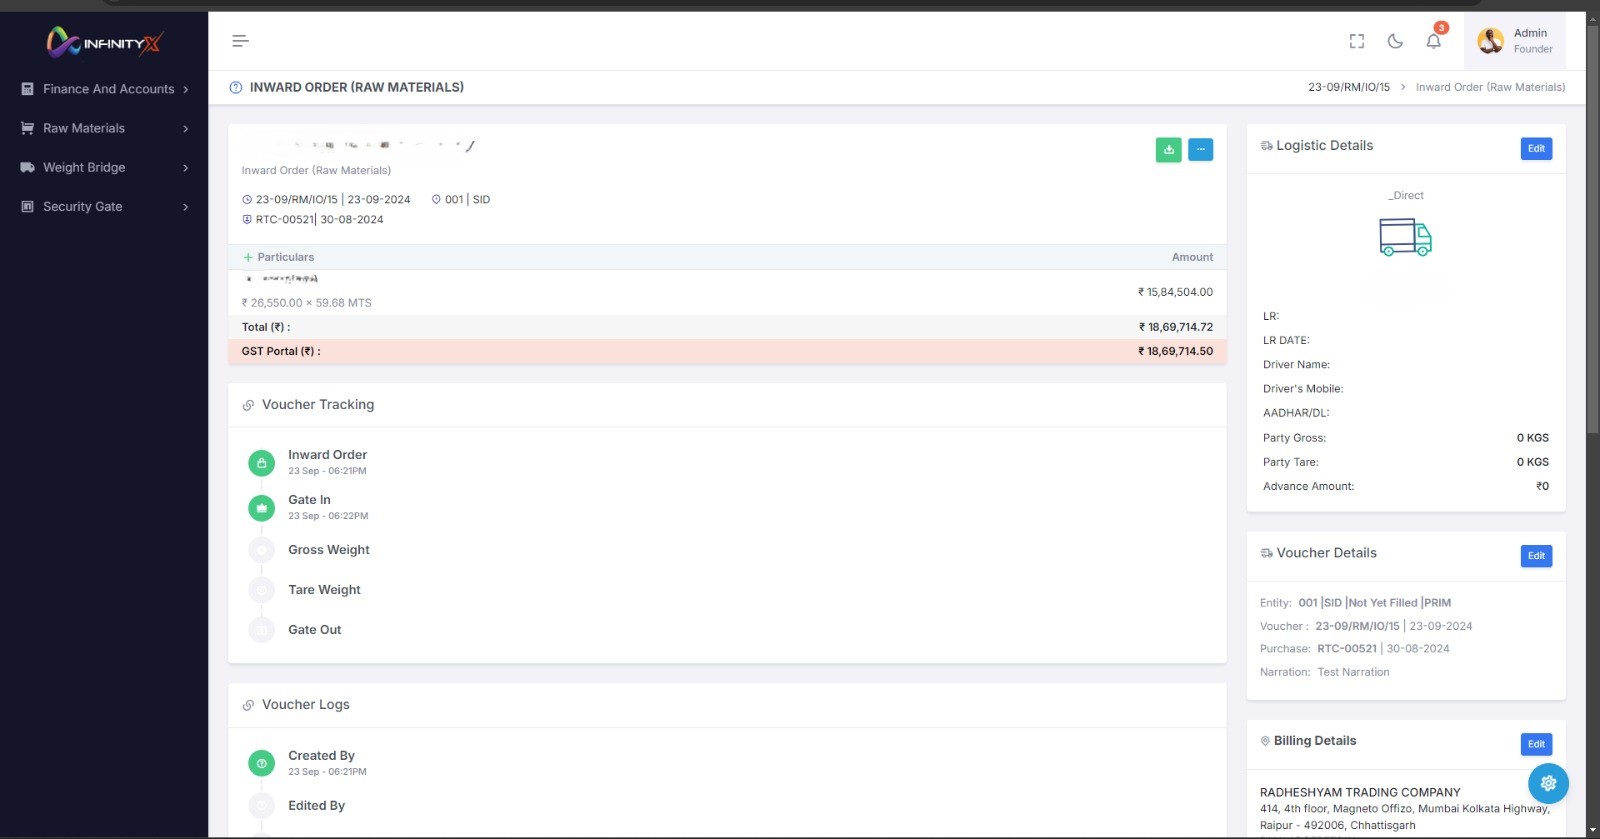 INFINITYX
3
Admin
Founder
Finance And Accounts
Raw Materials
Weight Bridge
Security Gate
INWARD ORDER (RAW MATERIALS)
23-09/RM/IO/15 > Inward Order (Raw Materials)
Inward Order (Raw Materials)
23-09/RM/IO/15 | 23-09-2024 001 | SID
RTC-00521| 30-08-2024
+ Particulars Amount
₹ 26,550.00 × 59.68 MTS ₹ 15,84,504.00
Total (₹) : ₹ 18,69,714.72
GST Portal (₹) : ₹ 18,69,714.50
Voucher Tracking
Inward Order
23 Sep - 06:21PM
Gate In
23 Sep - 06:22PM
Gross Weight
Tare Weight
Gate Out
Voucher Logs
Created By
23 Sep - 06:21PM
Edited By
Logistic Details Edit
_Direct
LR:
LR DATE:
Driver Name:
Driver's Mobile:
AADHAR/DL:
Party Gross: 0 KGS
Party Tare: 0 KGS
Advance Amount: ₹0
Voucher Details Edit
Entity: 001 |SID |Not Yet Filled |PRIM
Voucher : 23-09/RM/IO/15 | 23-09-2024
Purchase: RTC-00521 | 30-08-2024
Narration: Test Narration
Billing Details Edit
RADHESHYAM TRADING COMPANY
414, 4th floor, Magneto Offizo, Mumbai Kolkata Highway,
Raipur - 492006, Chhattisgarh